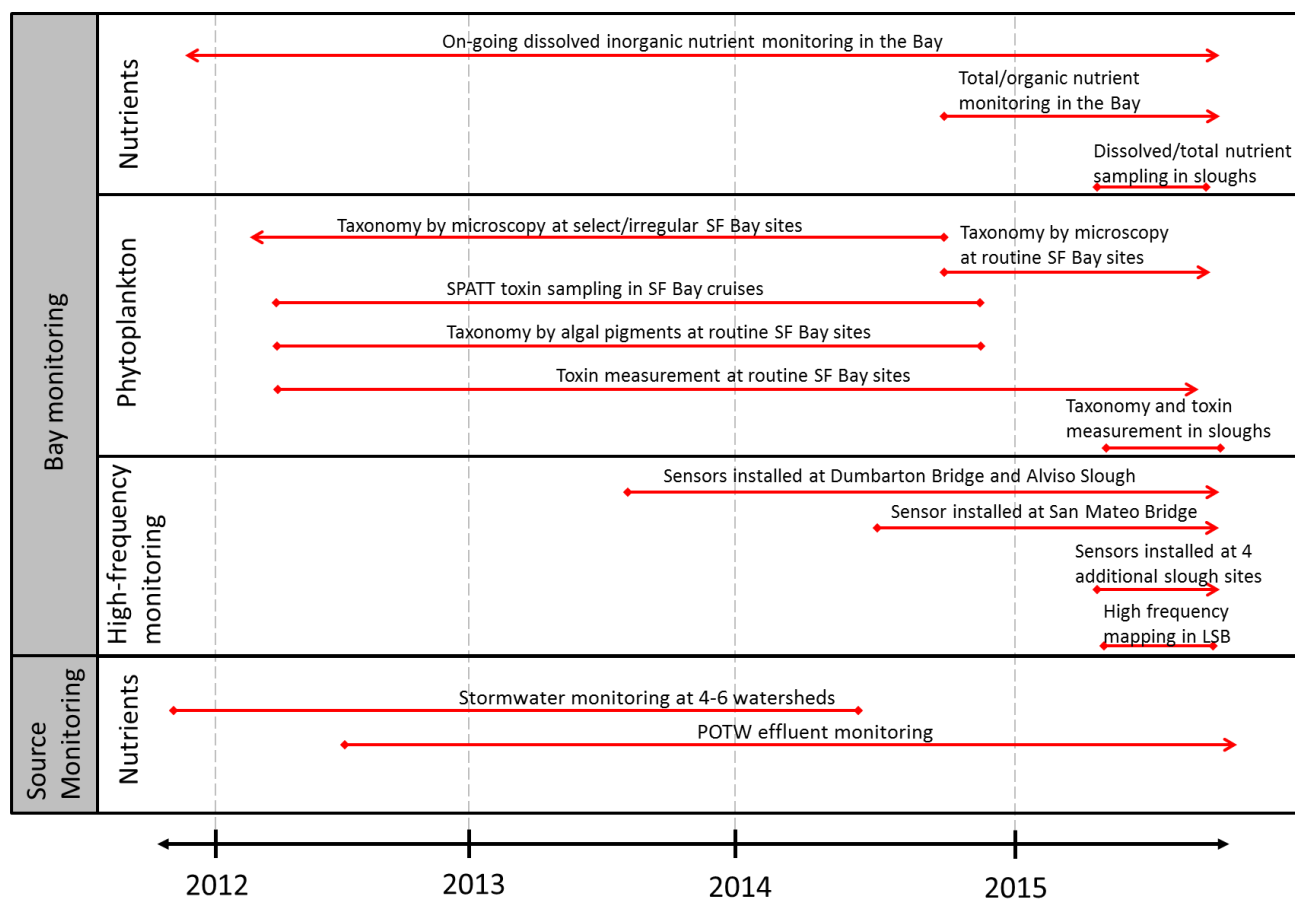 Bay monitoring
Nutrients
On-going dissolved inorganic nutrient monitoring in the Bay
Total/organic nutrient
monitoring in the Bay
Dissolved/total nutrient
sampling in sloughs
Phytoplankton
Taxonomy by microscopy at select/irregular SF Bay sites
Taxonomy by microscopy
at routine SF Bay sites
SPATT toxin sampling in SF Bay cruises
Taxonomy by algal pigments at routine SF Bay sites
Toxin measurement at routine SF Bay sites
Taxonomy and toxin
measurement in sloughs
High-frequency
monitoring
Sensors installed at Dumbarton Bridge and Alviso Slough
Sensor installed at San Mateo Bridge
Sensors installed at 4
additional slough sites
High frequency
mapping in LSB
Source
Monitoring
Nutrients
Stormwater monitoring at 4-6 watersheds
POTW effluent monitoring
2012
2013
2014
2015